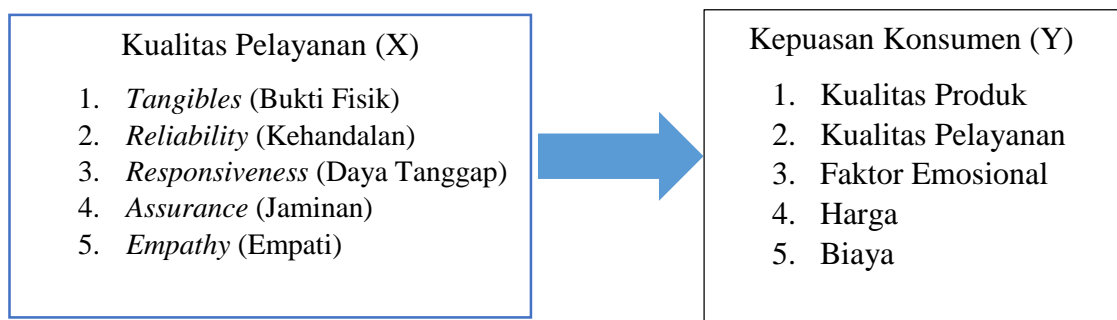 Kualitas Pelayanan (X)
1. Tangibles (Bukti Fisik)
2. Reliability (Kehandalan)
3. Responsiveness (Daya Tanggap)
4. Assurance (Jaminan)
5. Empathy (Empati)
Kepuasan Konsumen (Y)
1. Kualitas Produk
2. Kualitas Pelayanan
3. Faktor Emosional
4. Harga
5. Biaya